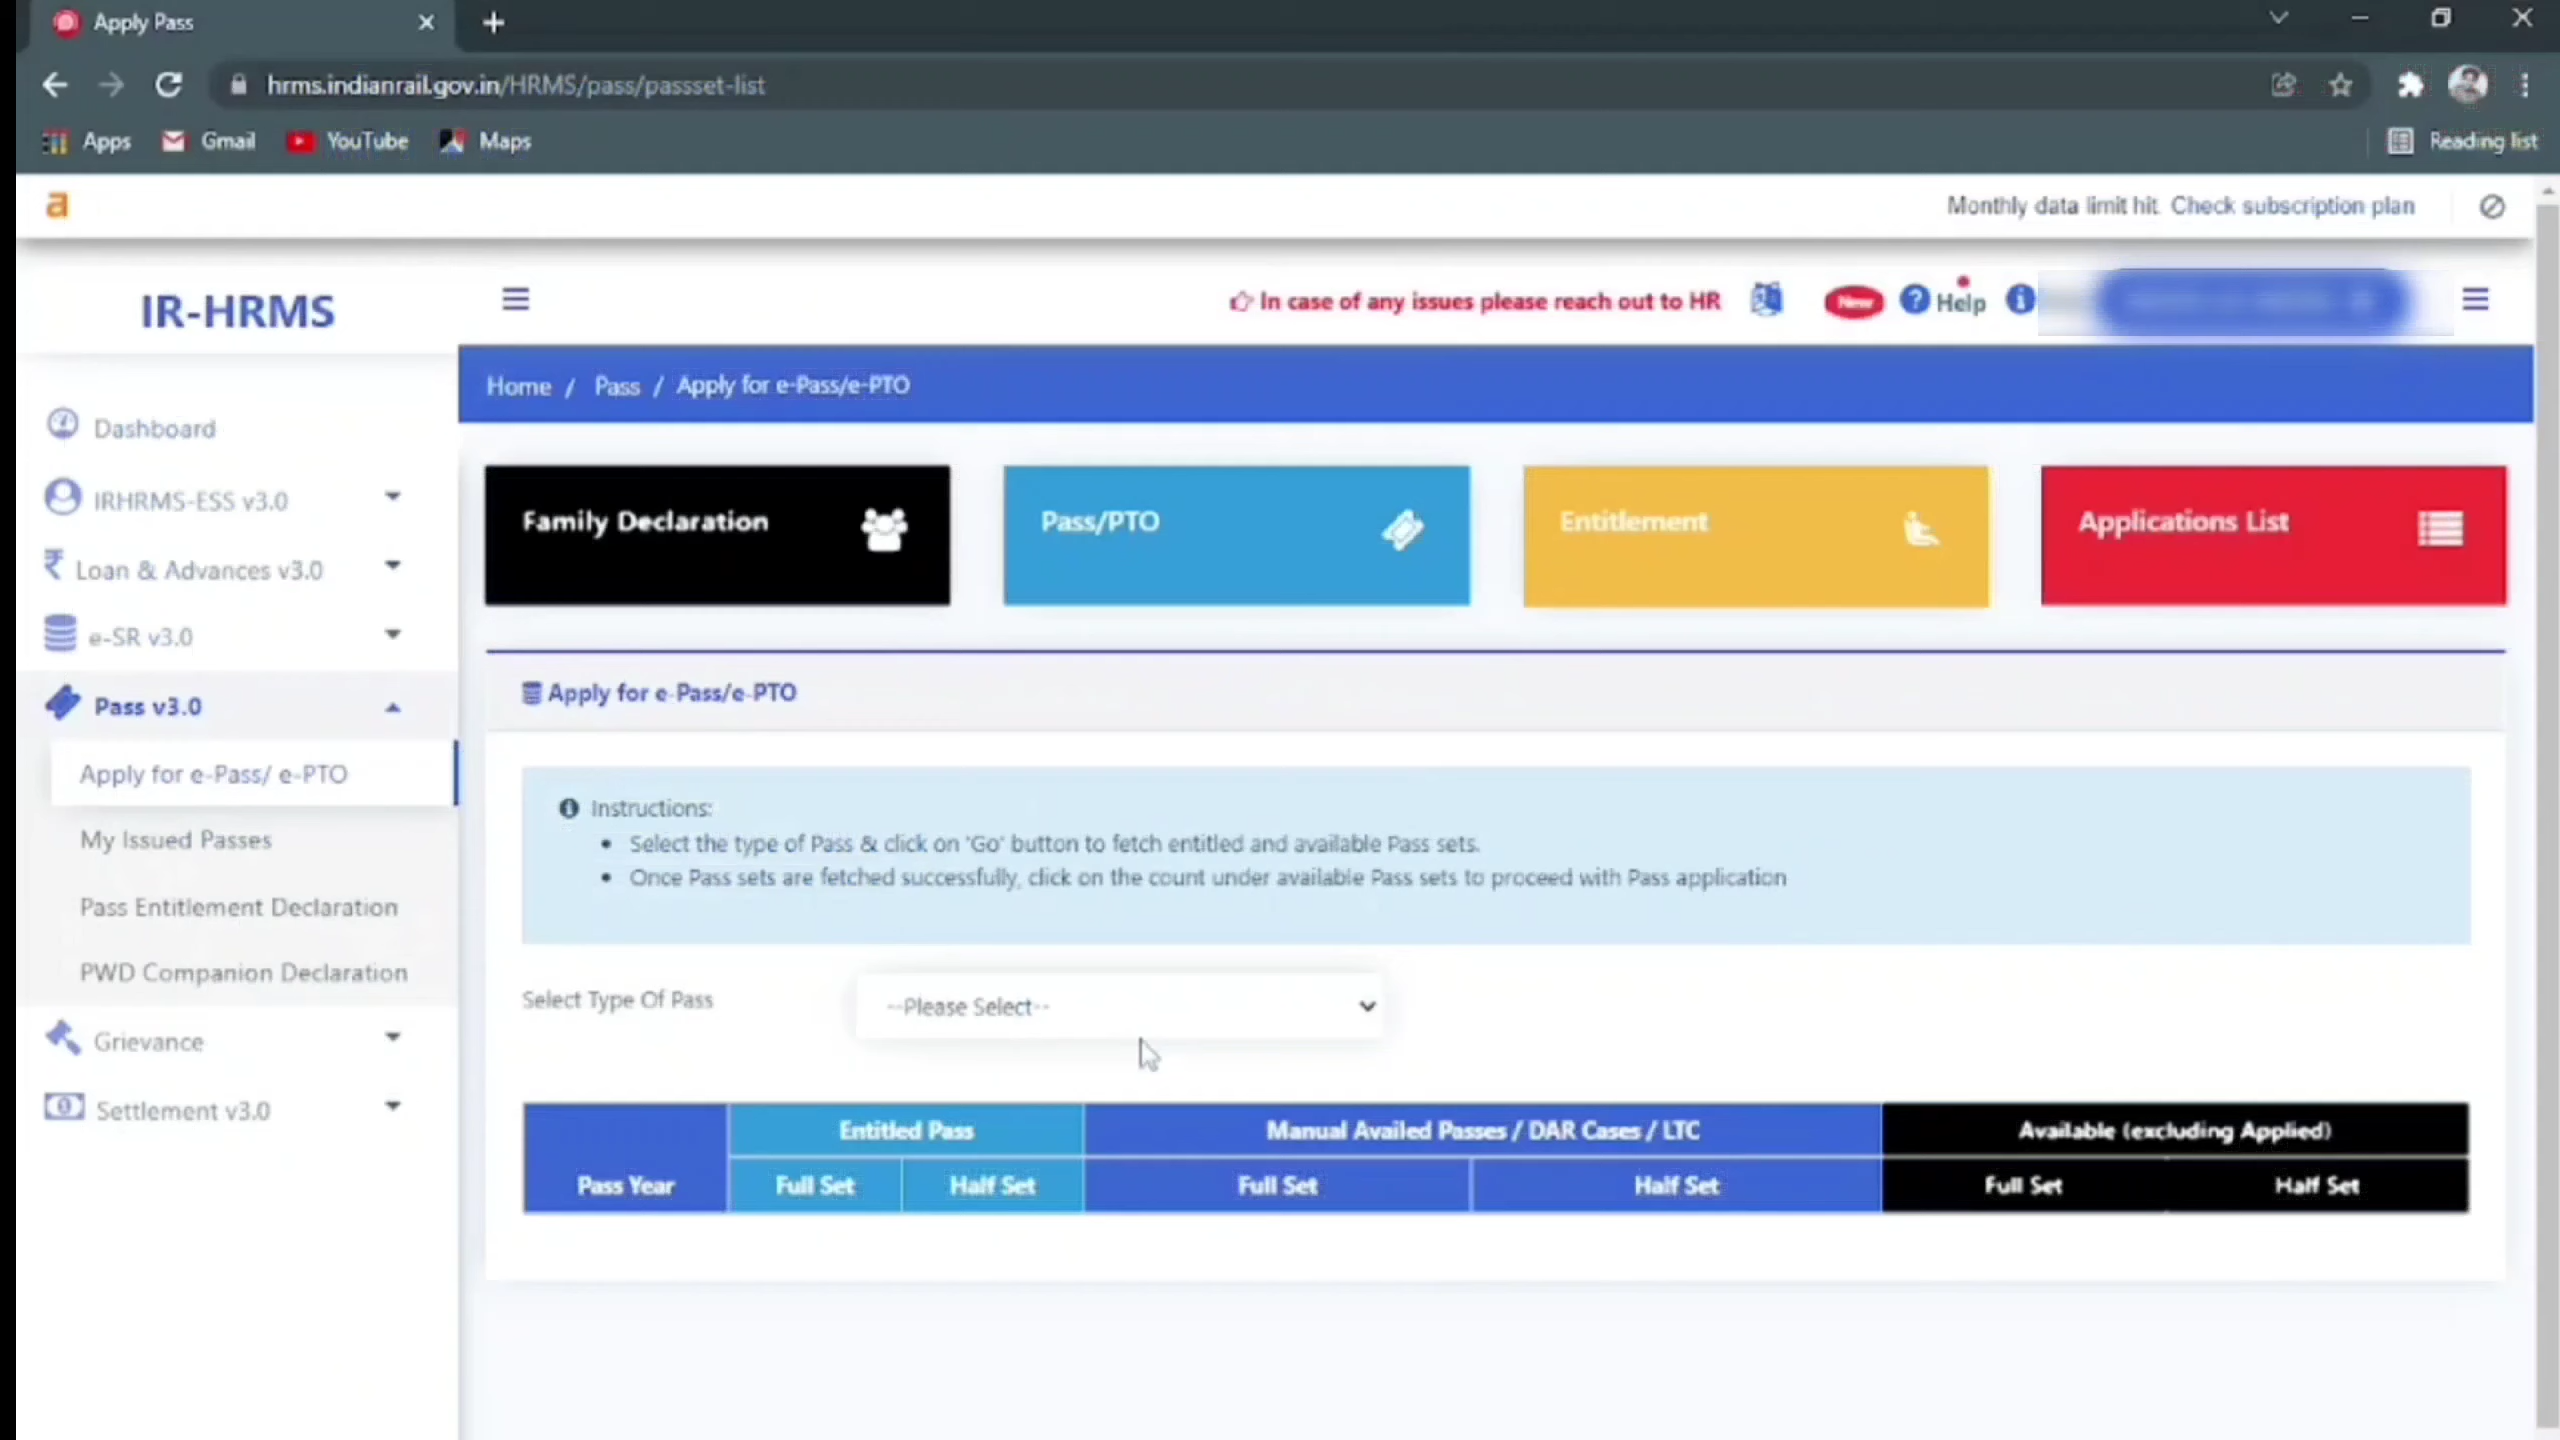 Apply Pass
hrms.indianrail.gov.in/HRMS/pass/passset-list
Apps Gmail YouTube Maps Reading list
a Monthly data limit hit. Check subscription plan
IR-HRMS In case of any issues please reach out to HR New Help
Home / Pass / Apply for e-Pass/e-PTO
Dashboard
IRHRMS-ESS v3.0
Loan & Advances v3.0
e-SR v3.0
Pass v3.0
Apply for e-Pass/ e-PTO
My Issued Passes
Pass Entitlement Declaration
PWD Companion Declaration
Grievance
Settlement v3.0
Family Declaration Pass/PTO Entitlement Applications List
Apply for e-Pass/e-PTO
Instructions:
• Select the type of Pass & click on 'Go' button to fetch entitled and available Pass sets.
• Once Pass sets are fetched successfully, click on the count under available Pass sets to proceed with Pass application
Select Type Of Pass --Please Select--
Entitled Pass Manual Availed Passes / DAR Cases / LTC Available (excluding Applied)
Pass Year Full Set Half Set Full Set Half Set Full Set Half Set